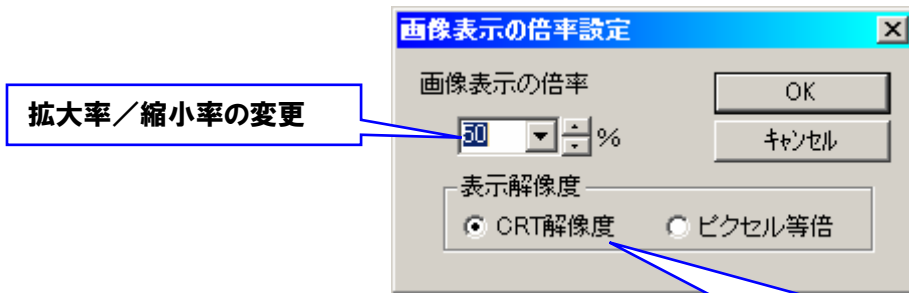 画像表示の倍率設定
画像表示の倍率
OK
拡大率／縮小率の変更
50
%
キャンセル
表示解像度
CRT解像度
ピクセル等倍